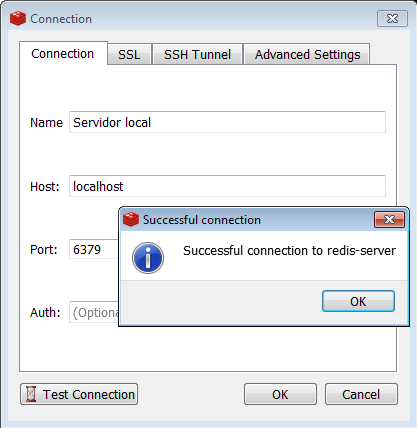 Connection
Connection SSL SSH Tunnel Advanced Settings
Name Servidor local
Host: localhost
Successful connection
Successful connection to redis-server
Port: 6379
OK
Auth: (Optiona
Test Connection OK Cancel